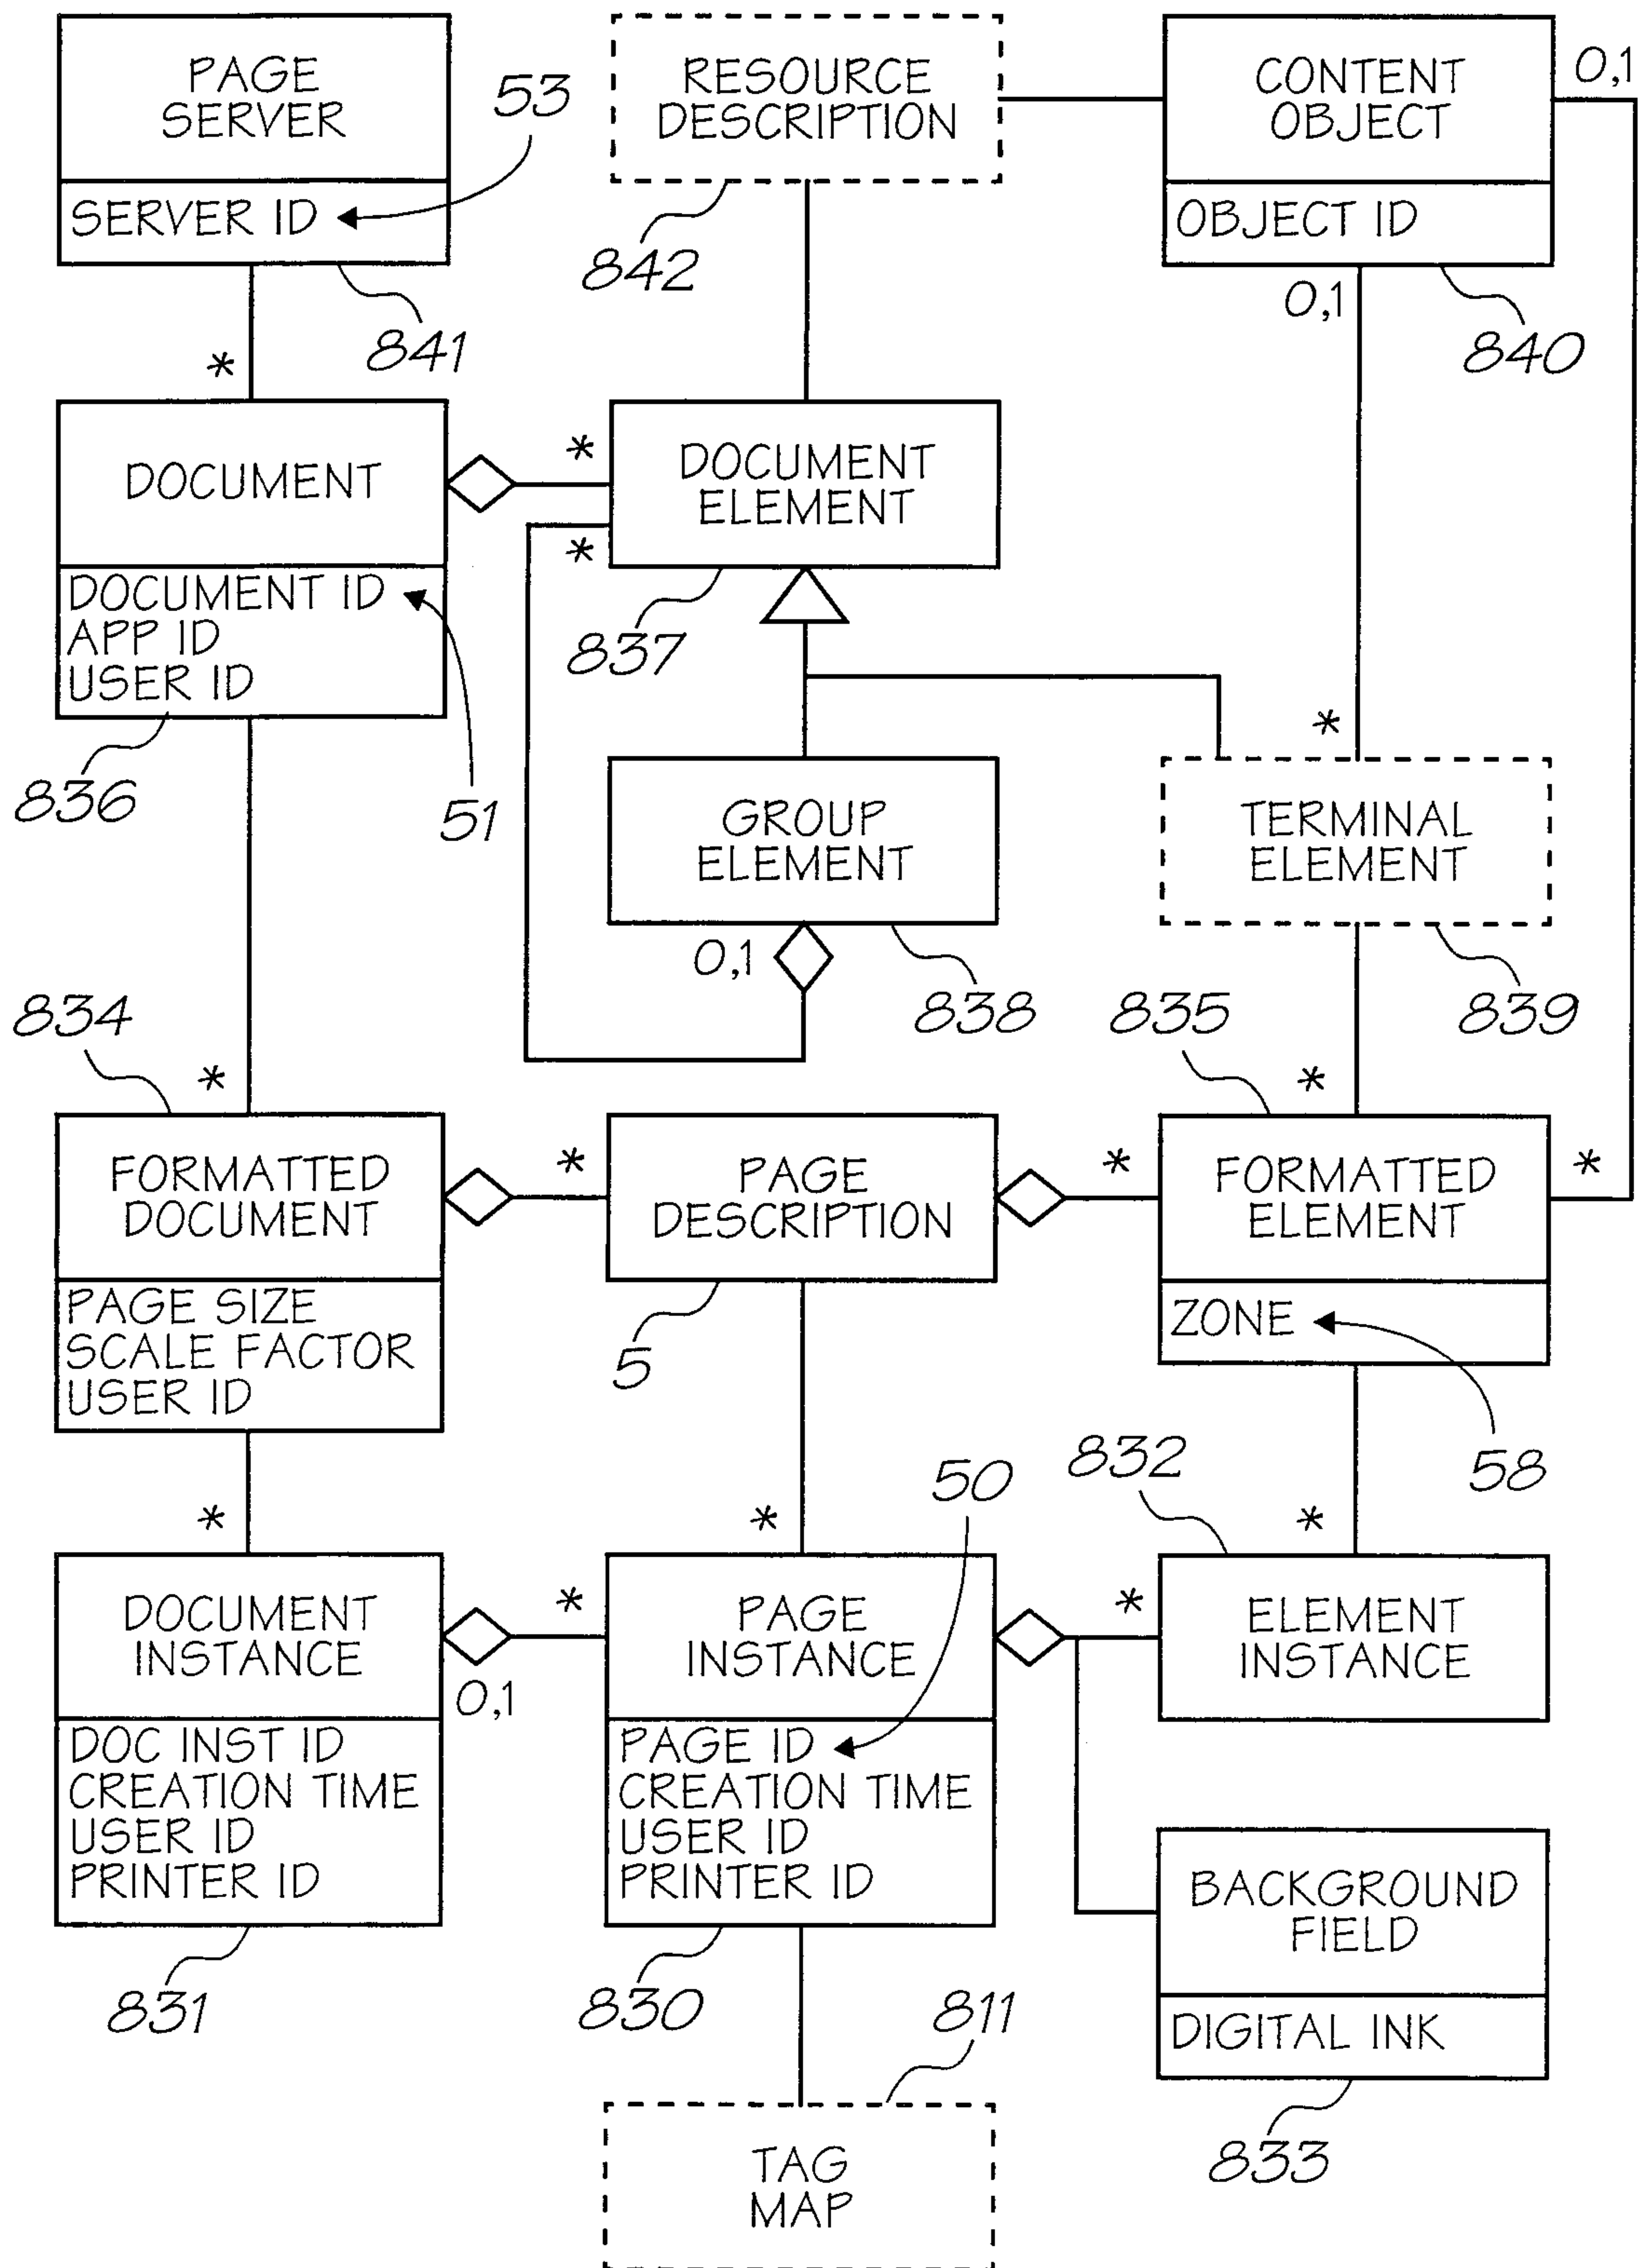 PAGE
SERVER
SERVER ID
53
841
*
RESOURCE
DESCRIPTION
842
CONTENT
OBJECT
OBJECT ID
0,1
0,1
840
DOCUMENT
DOCUMENT ID
APP ID
USER ID
836
51
*
*
DOCUMENT
ELEMENT
837
GROUP
ELEMENT
0,1
838
*
TERMINAL
ELEMENT
839
834
*
FORMATTED
DOCUMENT
PAGE SIZE
SCALE FACTOR
USER ID
*
PAGE
DESCRIPTION
5
*
835
*
FORMATTED
ELEMENT
*
ZONE
58
*
DOCUMENT
INSTANCE
0,1
DOC INST ID
CREATION TIME
USER ID
PRINTER ID
831
*
*
50
PAGE
INSTANCE
PAGE ID
CREATION TIME
USER ID
PRINTER ID
830
*
832
*
ELEMENT
INSTANCE
BACKGROUND
FIELD
DIGITAL INK
833
811
TAG
MAP